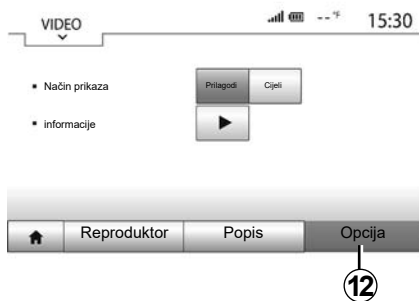 VIDEO
--°F
15:30
Način prikaza
Prilagodi
Cijeli
informacije
Reproduktor
Popis
Opcija
12